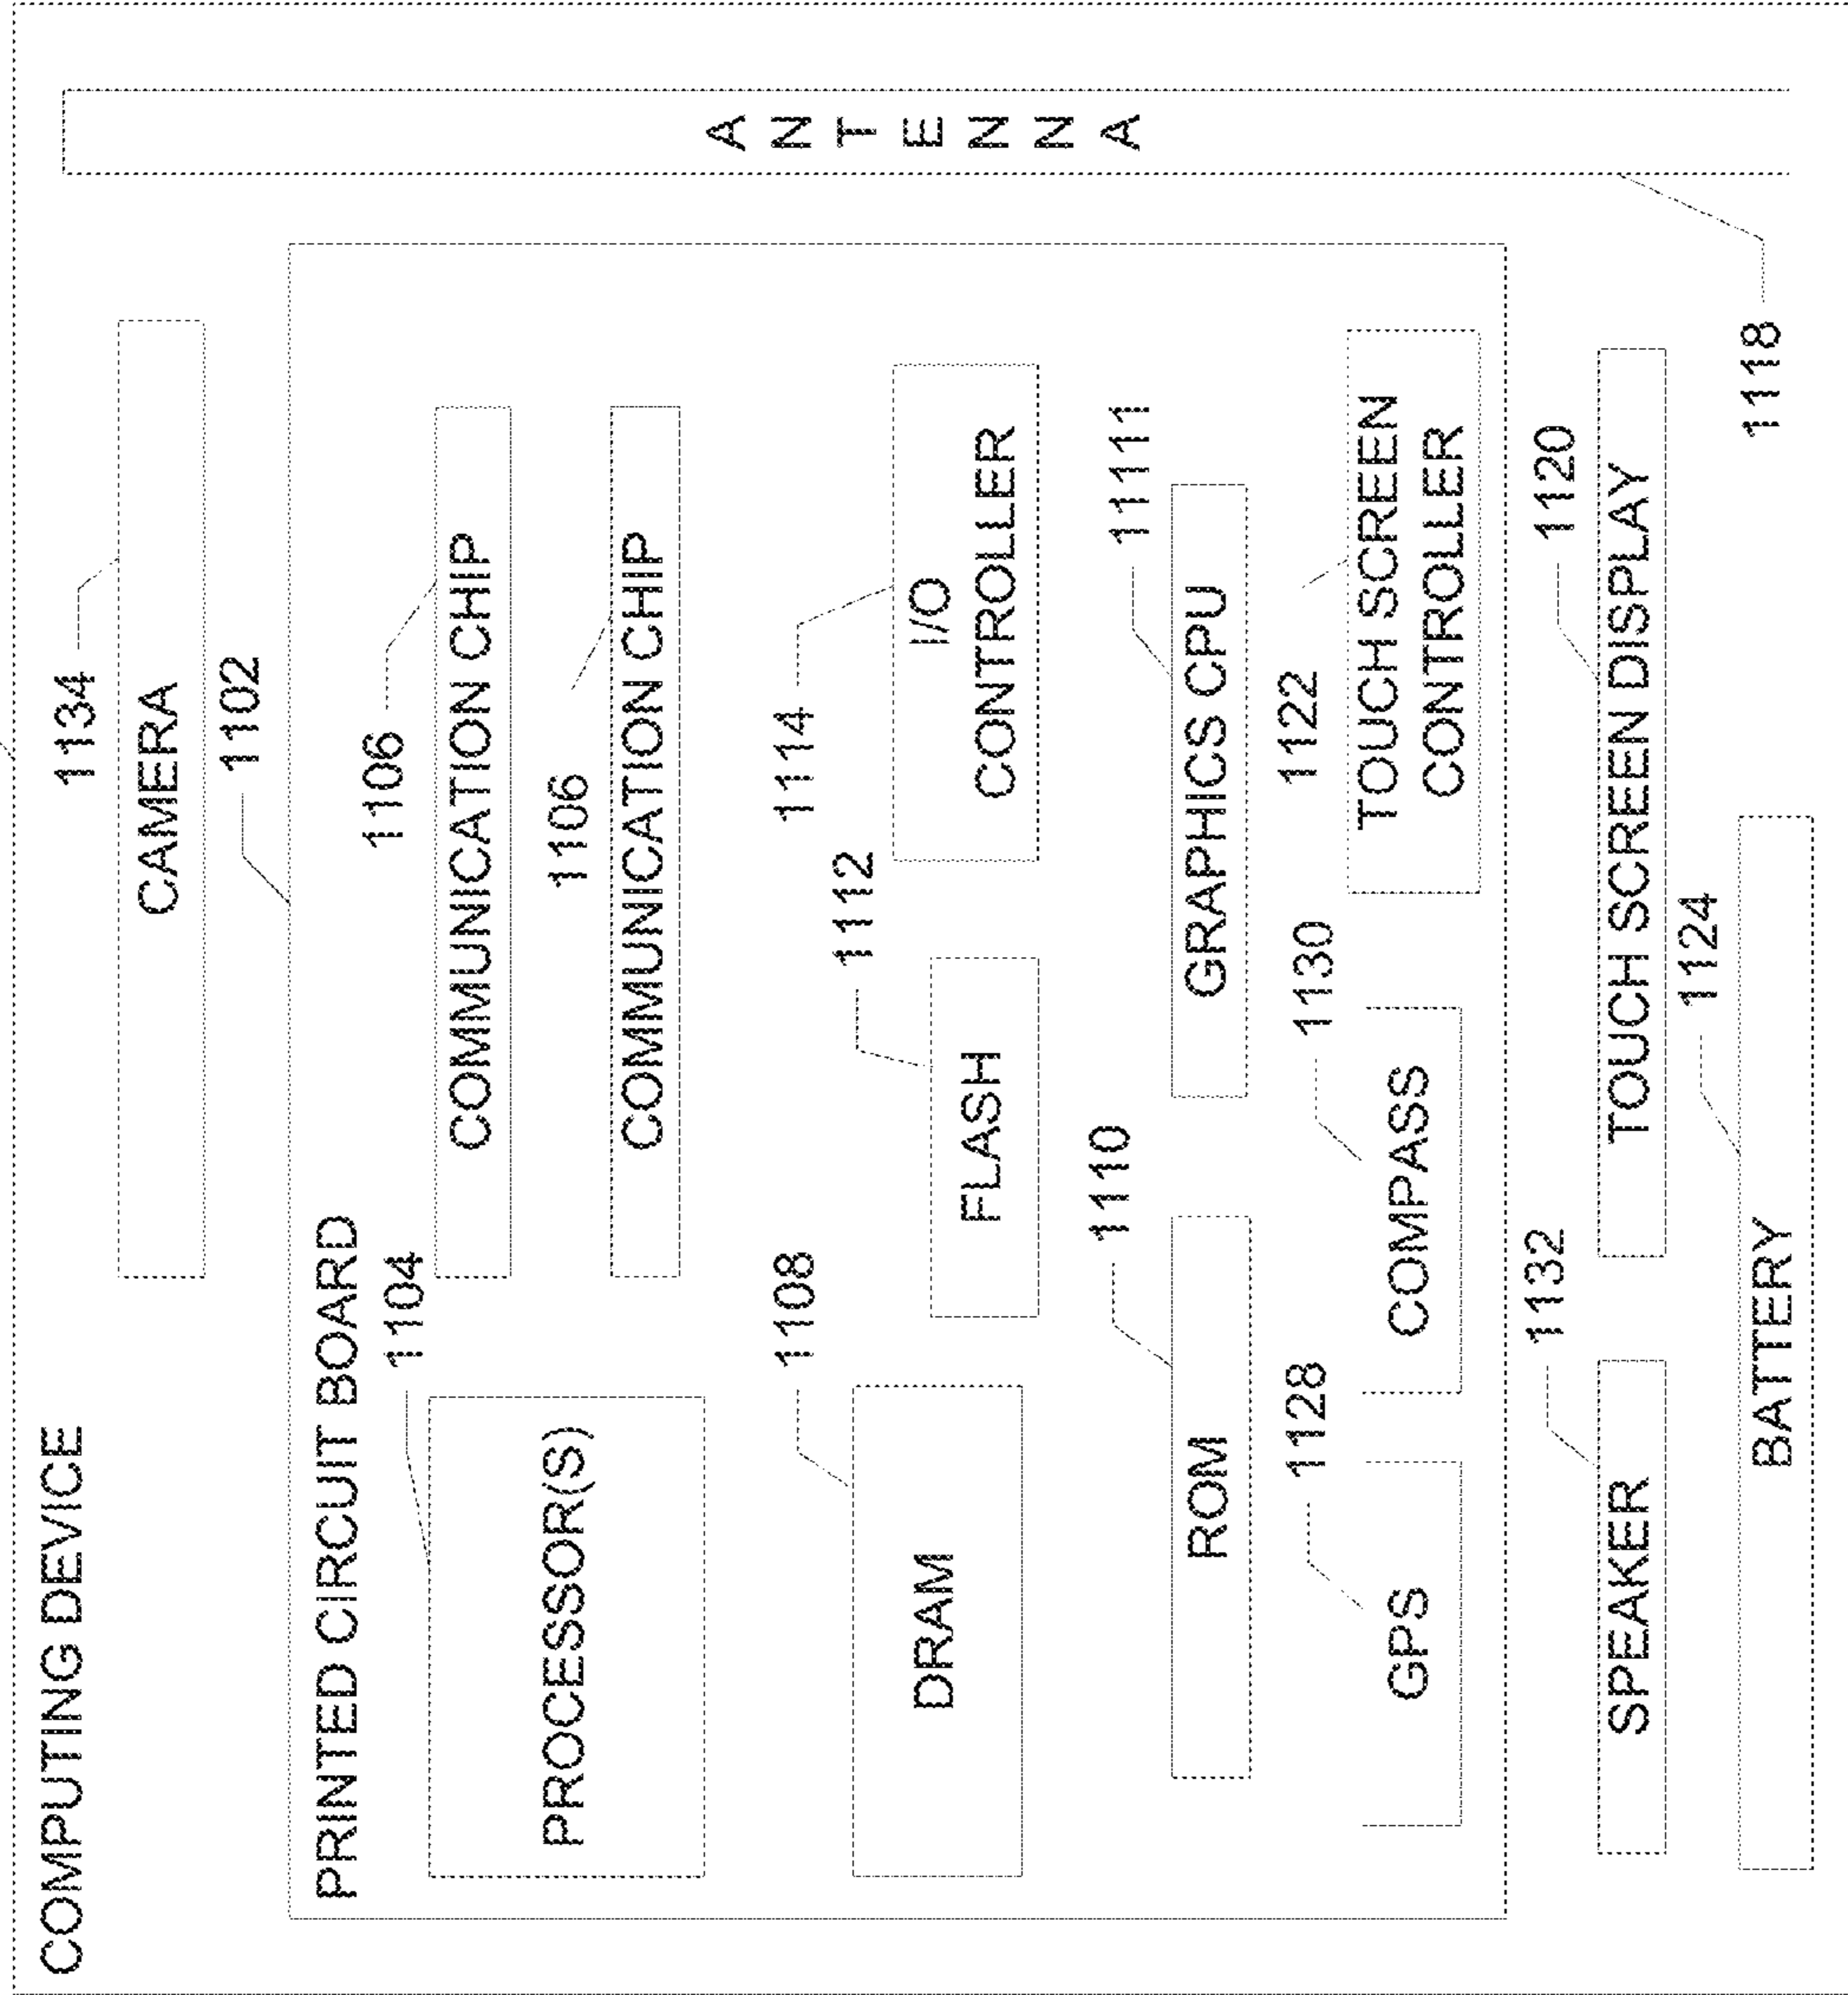 COMPUTING DEVICE
1134
CAMERA
1102
PRINTED CIRCUIT BOARD
1104
PROCESSOR(S)
1106
COMMUNICATION CHIP
1106
COMMUNICATION CHIP
1108
DRAM
1112
FLASH
1114
I/O
CONTROLLER
1110
ROM
11111
GRAPHICS CPU
1128
GPS
1130
COMPASS
1122
TOUCH SCREEN
CONTROLLER
1132
SPEAKER
1120
TOUCH SCREEN DISPLAY
1124
BATTERY
1118
ANTENNA